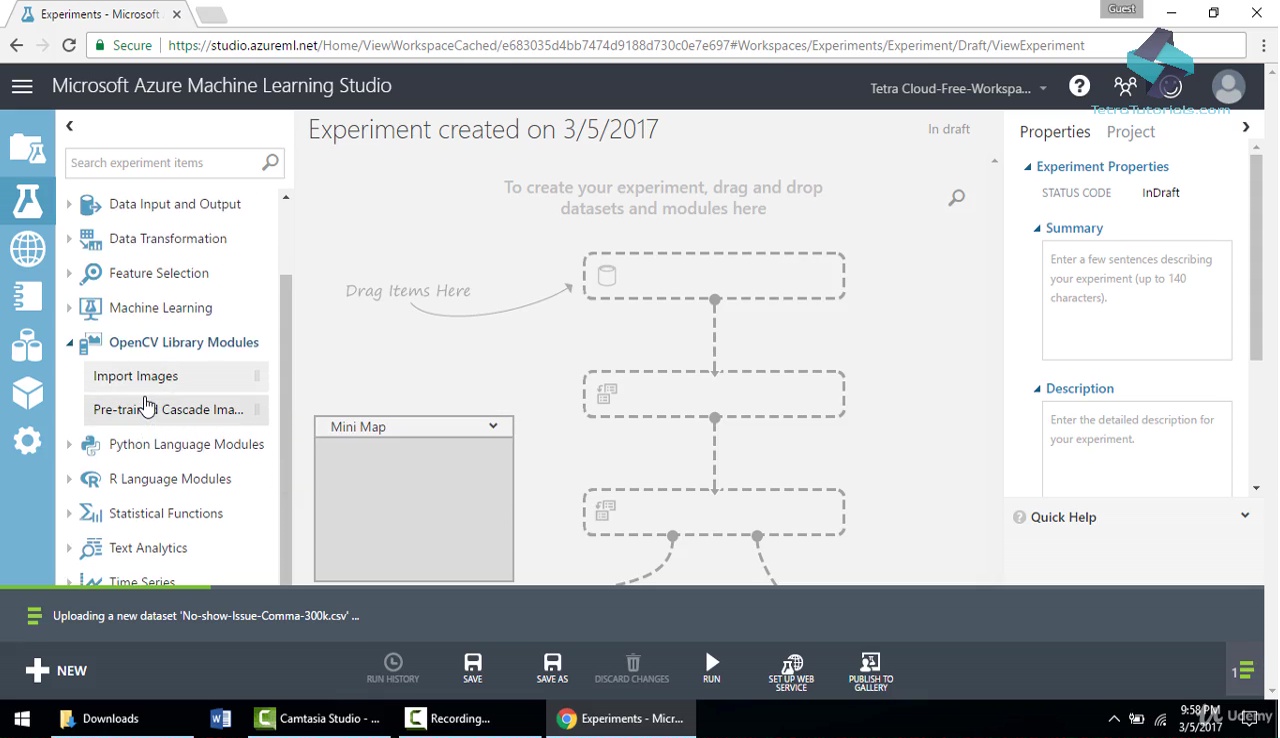 Experiments - Microsoft
Guest
Secure
https://studio.azureml.net/Home/ViewWorkspaceCached/e683035d4bb7474d9188d730c0e7e697#Workspaces/Experiments/Experiment/Draft/ViewExperiment
Microsoft Azure Machine Learning Studio
Tetra Cloud-Free-Workspa...
TetraTutorials.com
Experiment created on 3/5/2017
In draft
Properties
Project
Search experiment items
Data Input and Output
Data Transformation
Feature Selection
Machine Learning
OpenCV Library Modules
Import Images
Pre-trained Cascade Ima...
Python Language Modules
R Language Modules
Statistical Functions
Text Analytics
Time Series
To create your experiment, drag and drop
datasets and modules here
Drag Items Here
Mini Map
Experiment Properties
STATUS CODE
InDraft
Summary
Enter a few sentences describing
your experiment (up to 140
characters).
Description
Enter the detailed description for
your experiment.
Quick Help
Uploading a new dataset 'No-show-Issue-Comma-300k.csv' ...
NEW
RUN HISTORY
SAVE
SAVE AS
DISCARD CHANGES
RUN
SET UP WEB
SERVICE
PUBLISH TO
GALLERY
1
Downloads
Camtasia Studio - ...
Recording...
Experiments - Micr...
9:58 PM
3/5/2017
Udemy